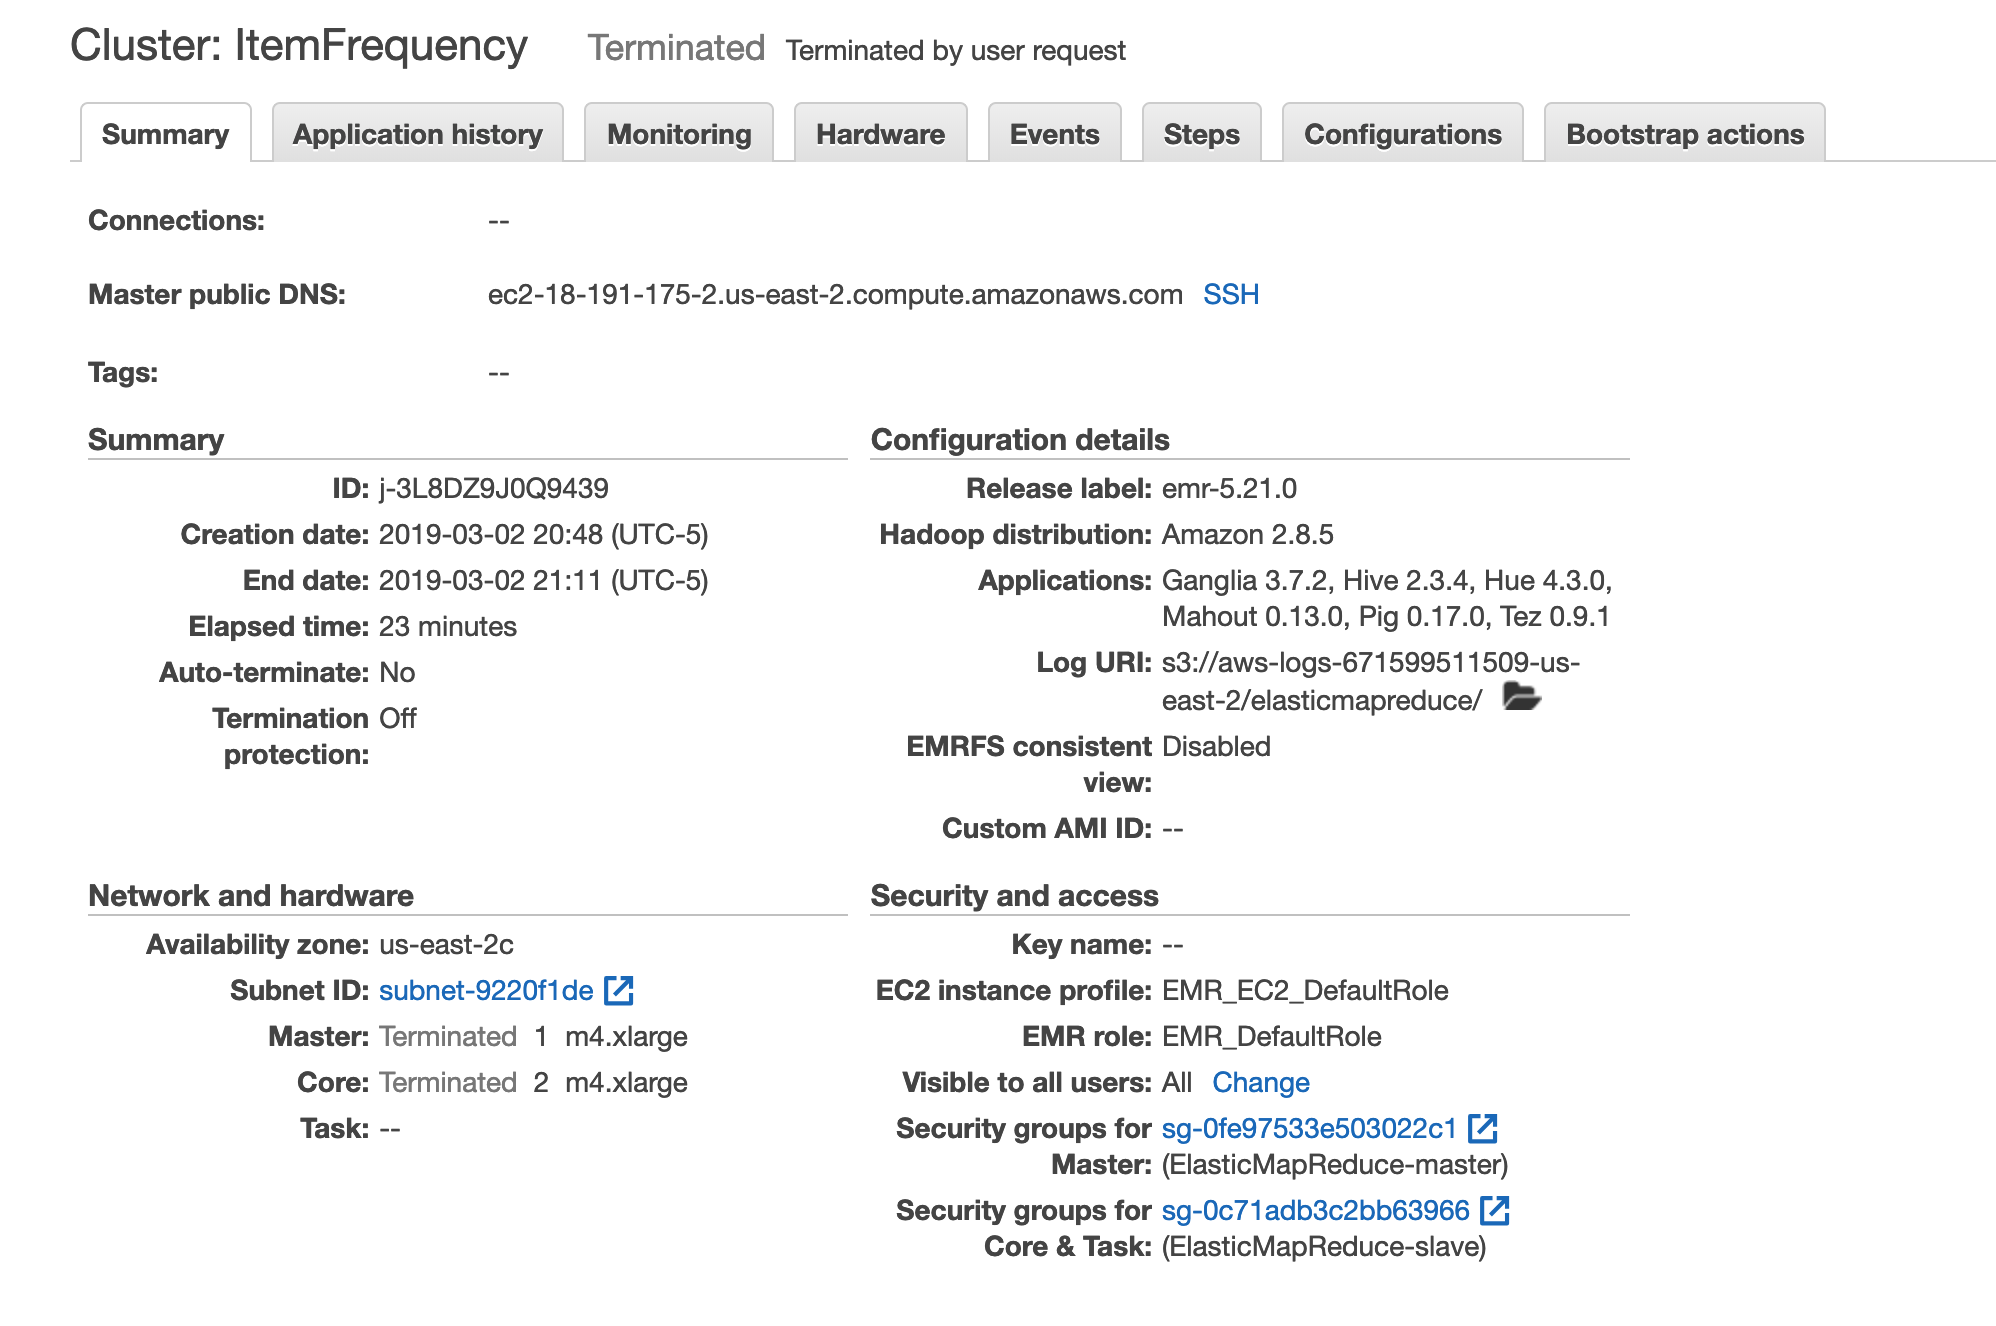 Cluster: ItemFrequency Terminated Terminated by user request
Summary Application history Monitoring Hardware Events Steps Configurations Bootstrap actions
Connections: --
Master public DNS: ec2-18-191-175-2.us-east-2.compute.amazonaws.com SSH
Tags: --
Summary
ID: j-3L8DZ9J0Q9439
Creation date: 2019-03-02 20:48 (UTC-5)
End date: 2019-03-02 21:11 (UTC-5)
Elapsed time: 23 minutes
Auto-terminate: No
Termination Off
protection:
Configuration details
Release label: emr-5.21.0
Hadoop distribution: Amazon 2.8.5
Applications: Ganglia 3.7.2, Hive 2.3.4, Hue 4.3.0,
Mahout 0.13.0, Pig 0.17.0, Tez 0.9.1
Log URI: s3://aws-logs-671599511509-us-
east-2/elasticmapreduce/
EMRFS consistent Disabled
view:
Custom AMI ID: --
Network and hardware
Availability zone: us-east-2c
Subnet ID: subnet-9220f1de
Master: Terminated 1 m4.xlarge
Core: Terminated 2 m4.xlarge
Task: --
Security and access
Key name: --
EC2 instance profile: EMR_EC2_DefaultRole
EMR role: EMR_DefaultRole
Visible to all users: All Change
Security groups for sg-0fe97533e503022c1
Master: (ElasticMapReduce-master)
Security groups for sg-0c71adb3c2bb63966
Core & Task: (ElasticMapReduce-slave)